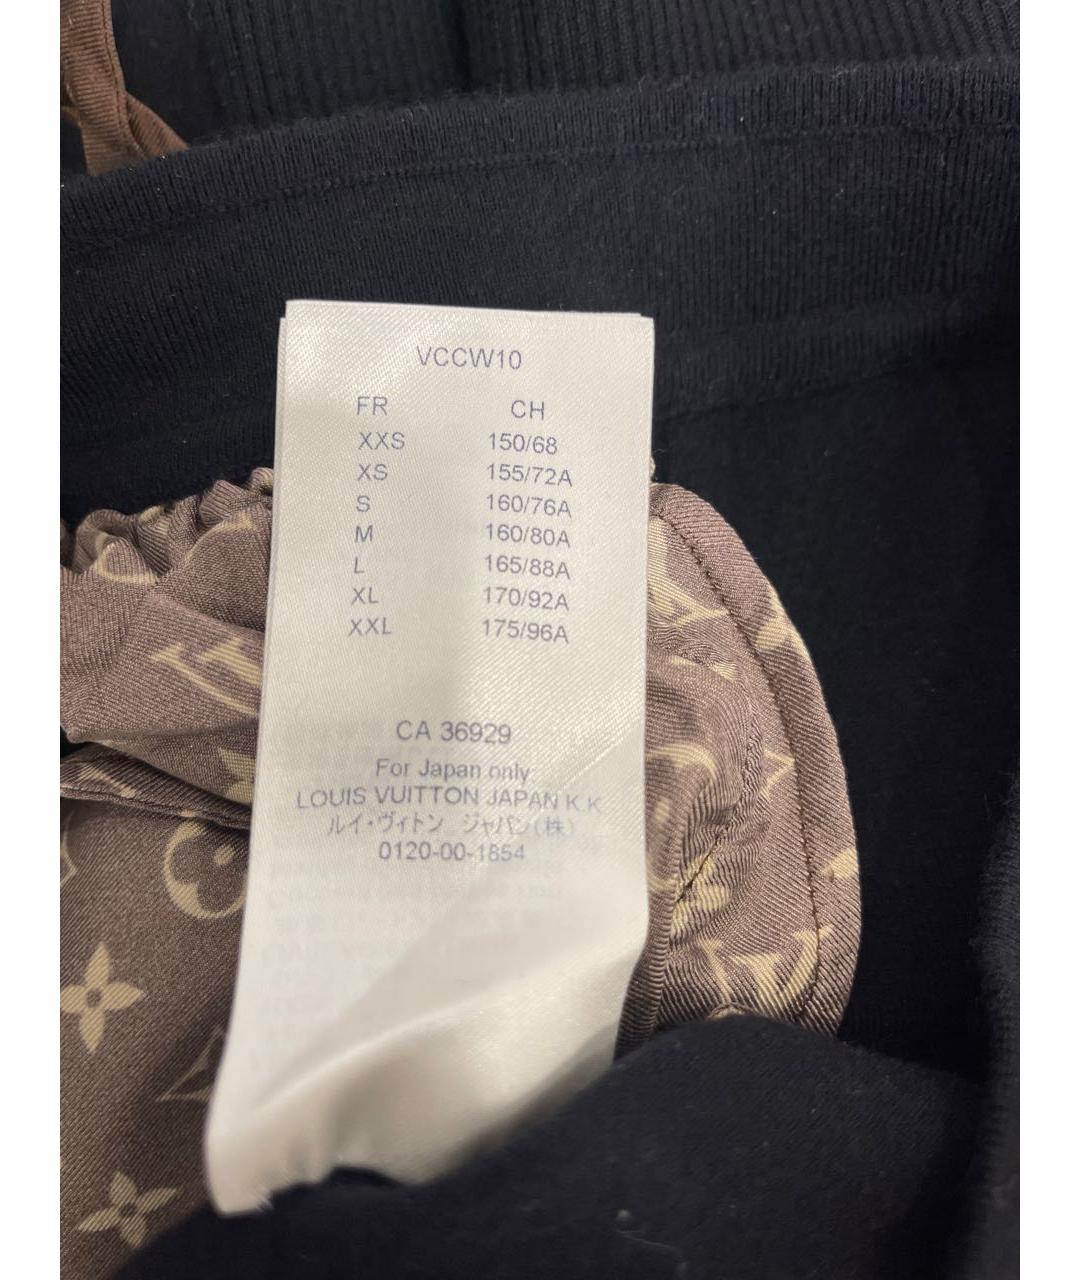 VCCW10
FR CH
XXS 150/68
XS 155/72A
S 160/76A
M 160/80A
L 165/88A
XL 170/92A
XXL 175/96A
CA 36929
For Japan only:
LOUIS VUITTON JAPAN K.K.
ルイ・ヴィトン ジャパン(株)
0120-00-1854